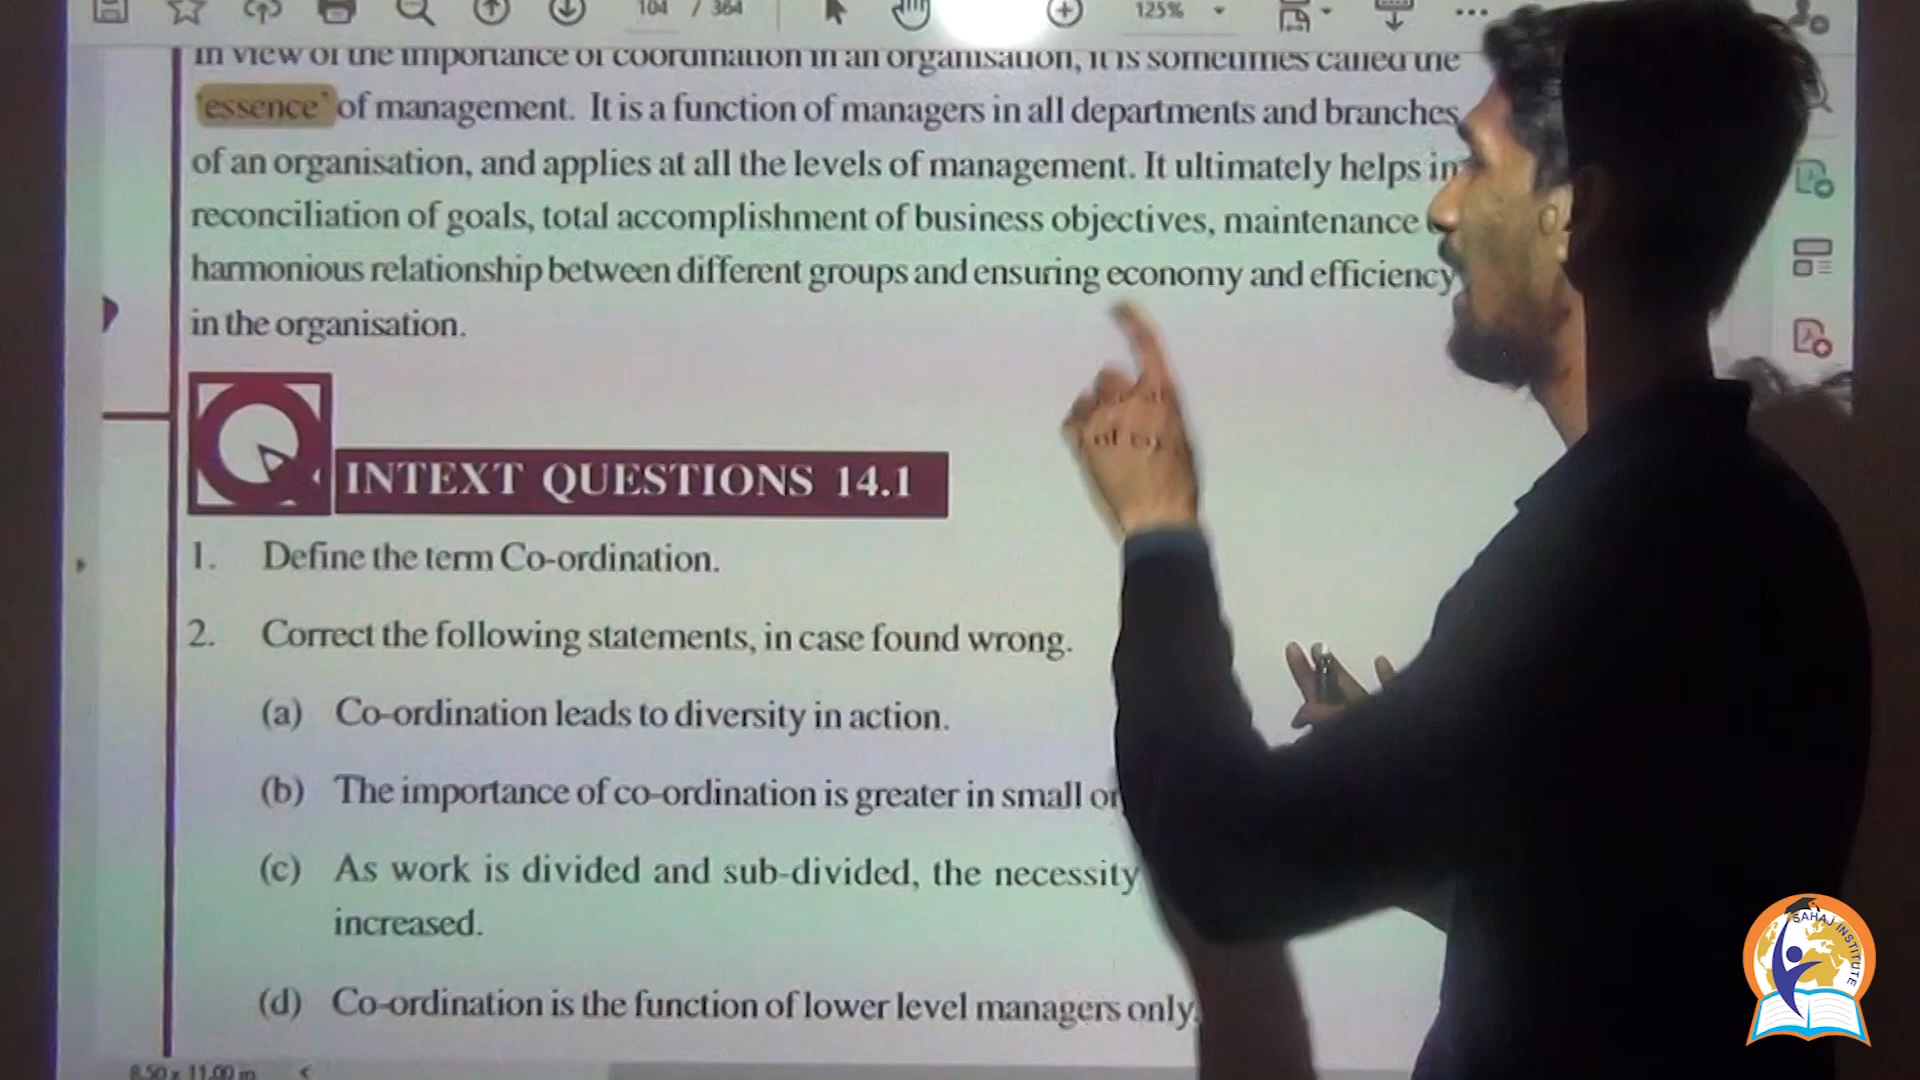 104 / 364
125%
In view of the importance of coordination in an organisation, it is sometimes called the
'essence' of management. It is a function of managers in all departments and branches
of an organisation, and applies at all the levels of management. It ultimately helps in
reconciliation of goals, total accomplishment of business objectives, maintenance
harmonious relationship between different groups and ensuring economy and efficiency
in the organisation.
INTEXT QUESTIONS 14.1
1. Define the term Co-ordination.
2. Correct the following statements, in case found wrong.
(a) Co-ordination leads to diversity in action.
(b) The importance of co-ordination is greater in small
(c) As work is divided and sub-divided, the necessity
increased.
(d) Co-ordination is the function of lower level managers only.
8.50 x 11.00 in
SAHAJ INSTITUTE